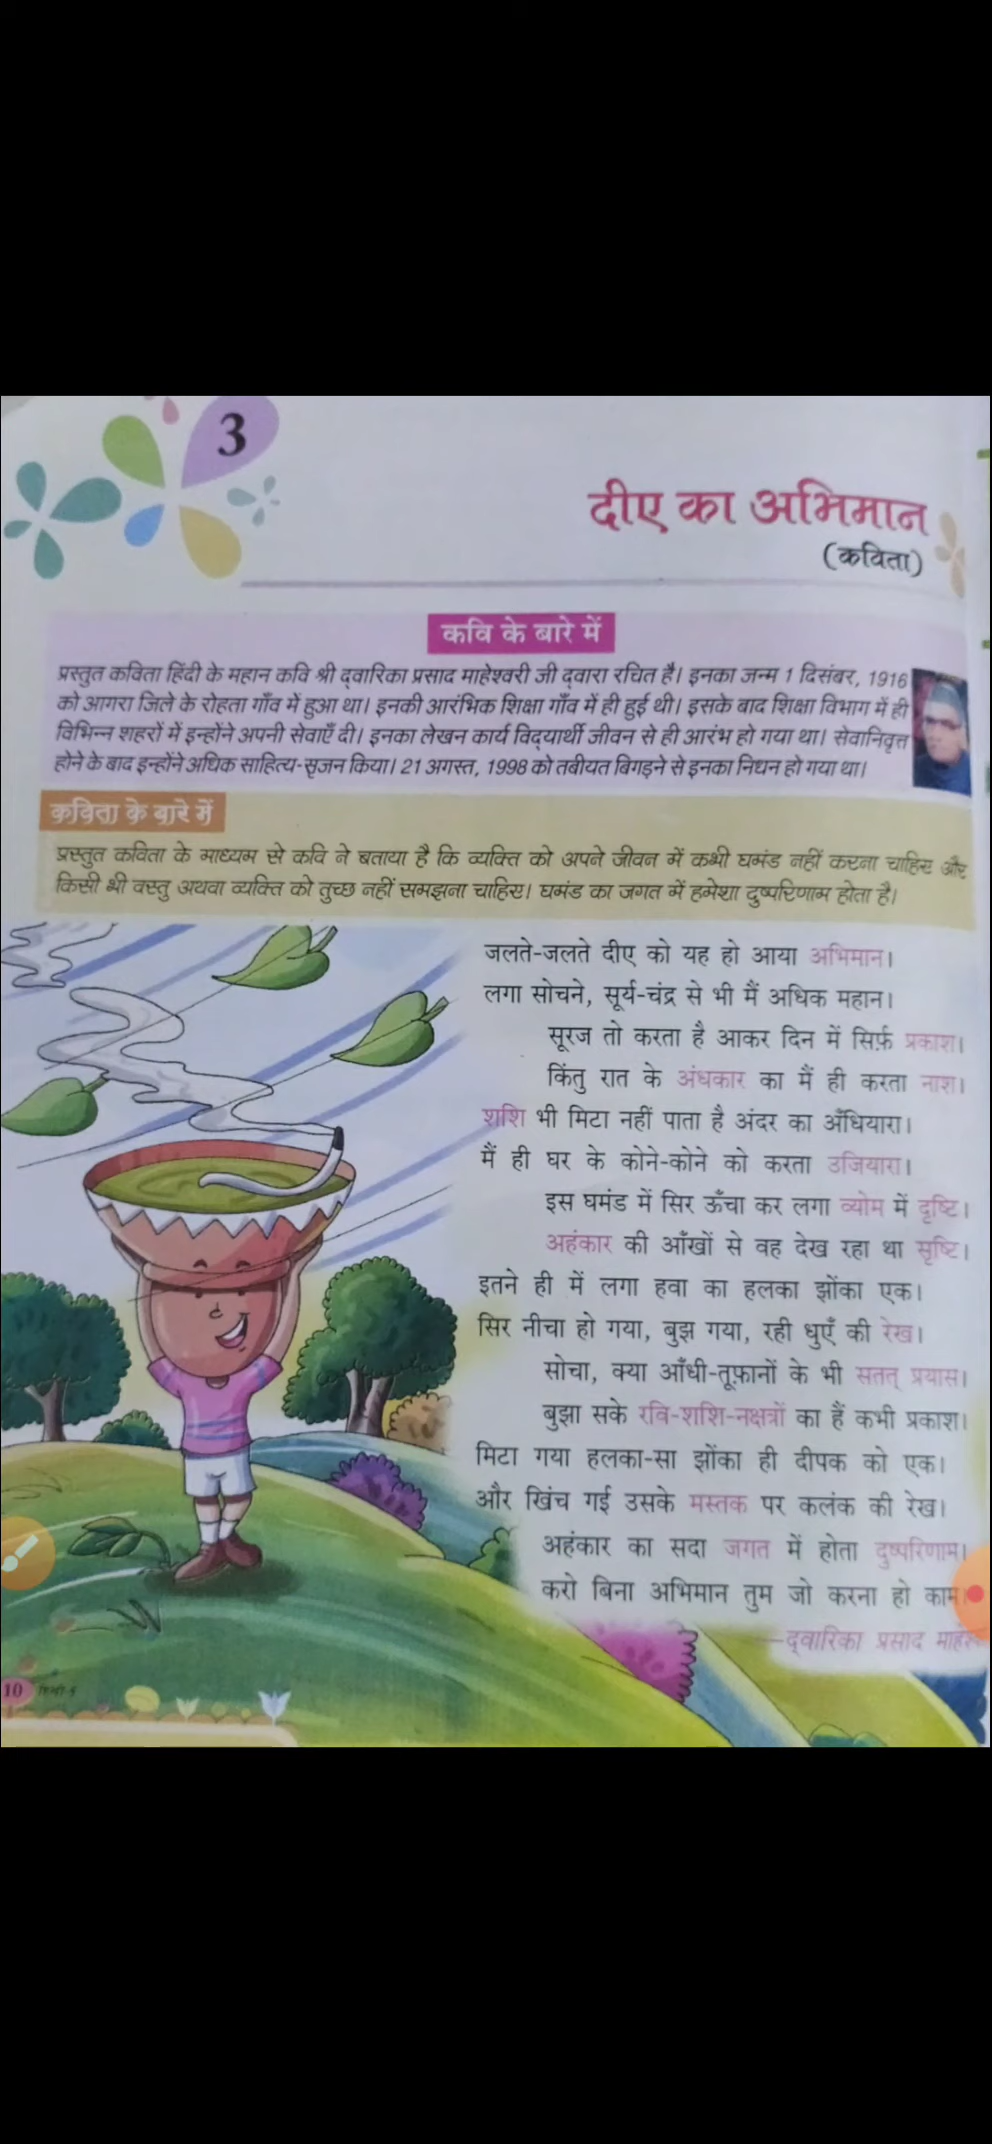 3
दीए का अभिमान
(कविता)
कवि के बारे में
प्रस्तुत कविता हिंदी के महान कवि श्री द्वारिका प्रसाद माहेश्वरी जी द्वारा रचित है। इनका जन्म 1 दिसंबर, 1916
को आगरा जिले के रोहता गाँव में हुआ था। इनकी आरंभिक शिक्षा गाँव में ही हुई थी। इसके बाद शिक्षा विभाग में ही
विभिन्न शहरों में इन्होंने अपनी सेवाएँ दी। इनका लेखन कार्य विद्यार्थी जीवन से ही आरंभ हो गया था। सेवानिवृत्त
होने के बाद इन्होंने अधिक साहित्य-सृजन किया। 21 अगस्त, 1998 को तबीयत बिगड़ने से इनका निधन हो गया था।
कविता के बारे में
प्रस्तुत कविता के माध्यम से कवि ने बताया है कि व्यक्ति को अपने जीवन में कभी घमंड नहीं करना चाहिए और
किसी भी वस्तु अथवा व्यक्ति को तुच्छ नहीं समझना चाहिए। घमंड का जगत में हमेशा दुष्परिणाम होता है।
जलते-जलते दीए को यह हो आया अभिमान।
लगा सोचने, सूर्य-चंद्र से भी मैं अधिक महान।
सूरज तो करता है आकर दिन में सिर्फ़ प्रकाश।
किंतु रात के अंधकार का मैं ही करता नाश।
शशि भी मिटा नहीं पाता है अंदर का अँधियारा।
मैं ही घर के कोने-कोने को करता उजियारा।
इस घमंड में सिर ऊँचा कर लगा व्योम में दृष्टि।
अहंकार की आँखों से वह देख रहा था सृष्टि।
इतने ही में लगा हवा का हलका झोंका एक।
सिर नीचा हो गया, बुझ गया, रही धुएँ की रेख।
सोचा, क्या आँधी-तूफ़ानों के भी सतत् प्रयास।
बुझा सके रवि-शशि-नक्षत्रों का हैं कभी प्रकाश।
मिटा गया हलका-सा झोंका ही दीपक को एक।
और खिंच गई उसके मस्तक पर कलंक की रेख।
अहंकार का सदा जगत में होता दुष्परिणाम।
करो बिना अभिमान तुम जो करना हो काम।
—द्वारिका प्रसाद
10